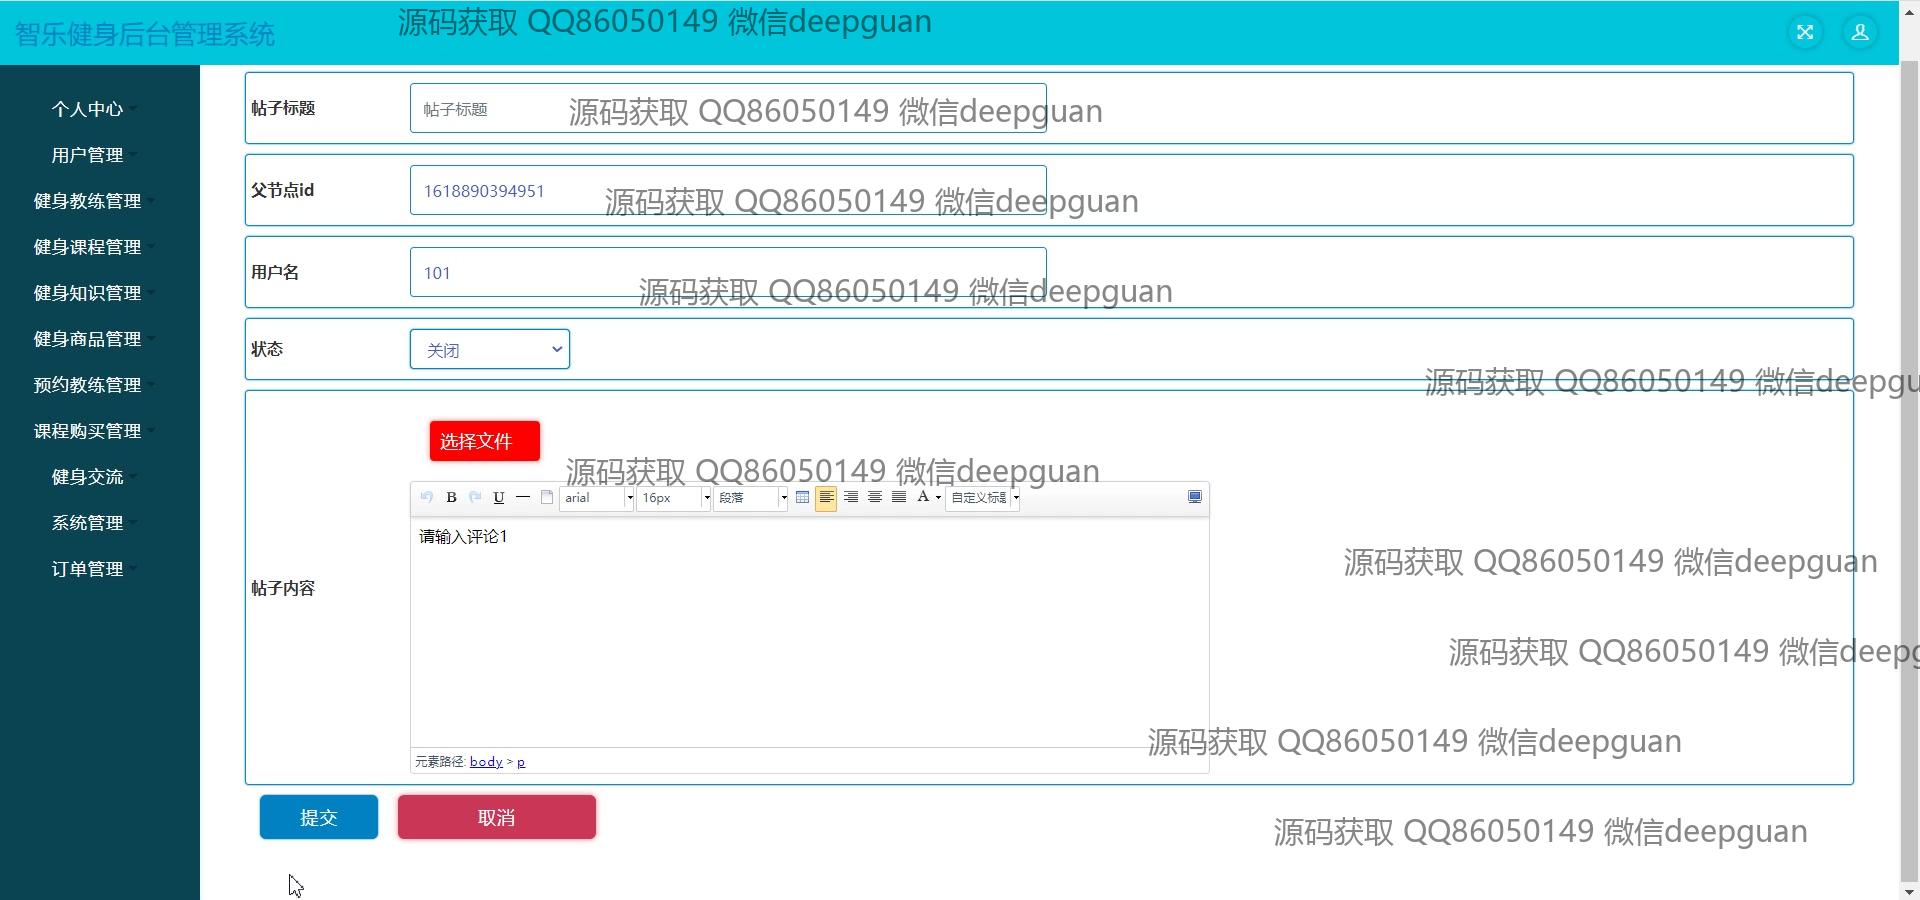 智乐健身后台管理系统
源码获取 QQ86050149 微信deepguan
个人中心
用户管理
健身教练管理
健身课程管理
健身知识管理
健身商品管理
预约教练管理
课程购买管理
健身交流
系统管理
订单管理
帖子标题
帖子标题
源码获取 QQ86050149 微信deepguan
父节点id
1618890394951
源码获取 QQ86050149 微信deepguan
用户名
101
源码获取 QQ86050149 微信deepguan
状态
关闭
源码获取 QQ86050149 微信deepgu
选择文件
源码获取 QQ86050149 微信deepguan
B U arial 16px 段落 A 自定义标题
请输入评论1
源码获取 QQ86050149 微信deepguan
帖子内容
源码获取 QQ86050149 微信deepg
源码获取 QQ86050149 微信deepguan
元素路径: body > p
提交
取消
源码获取 QQ86050149 微信deepguan